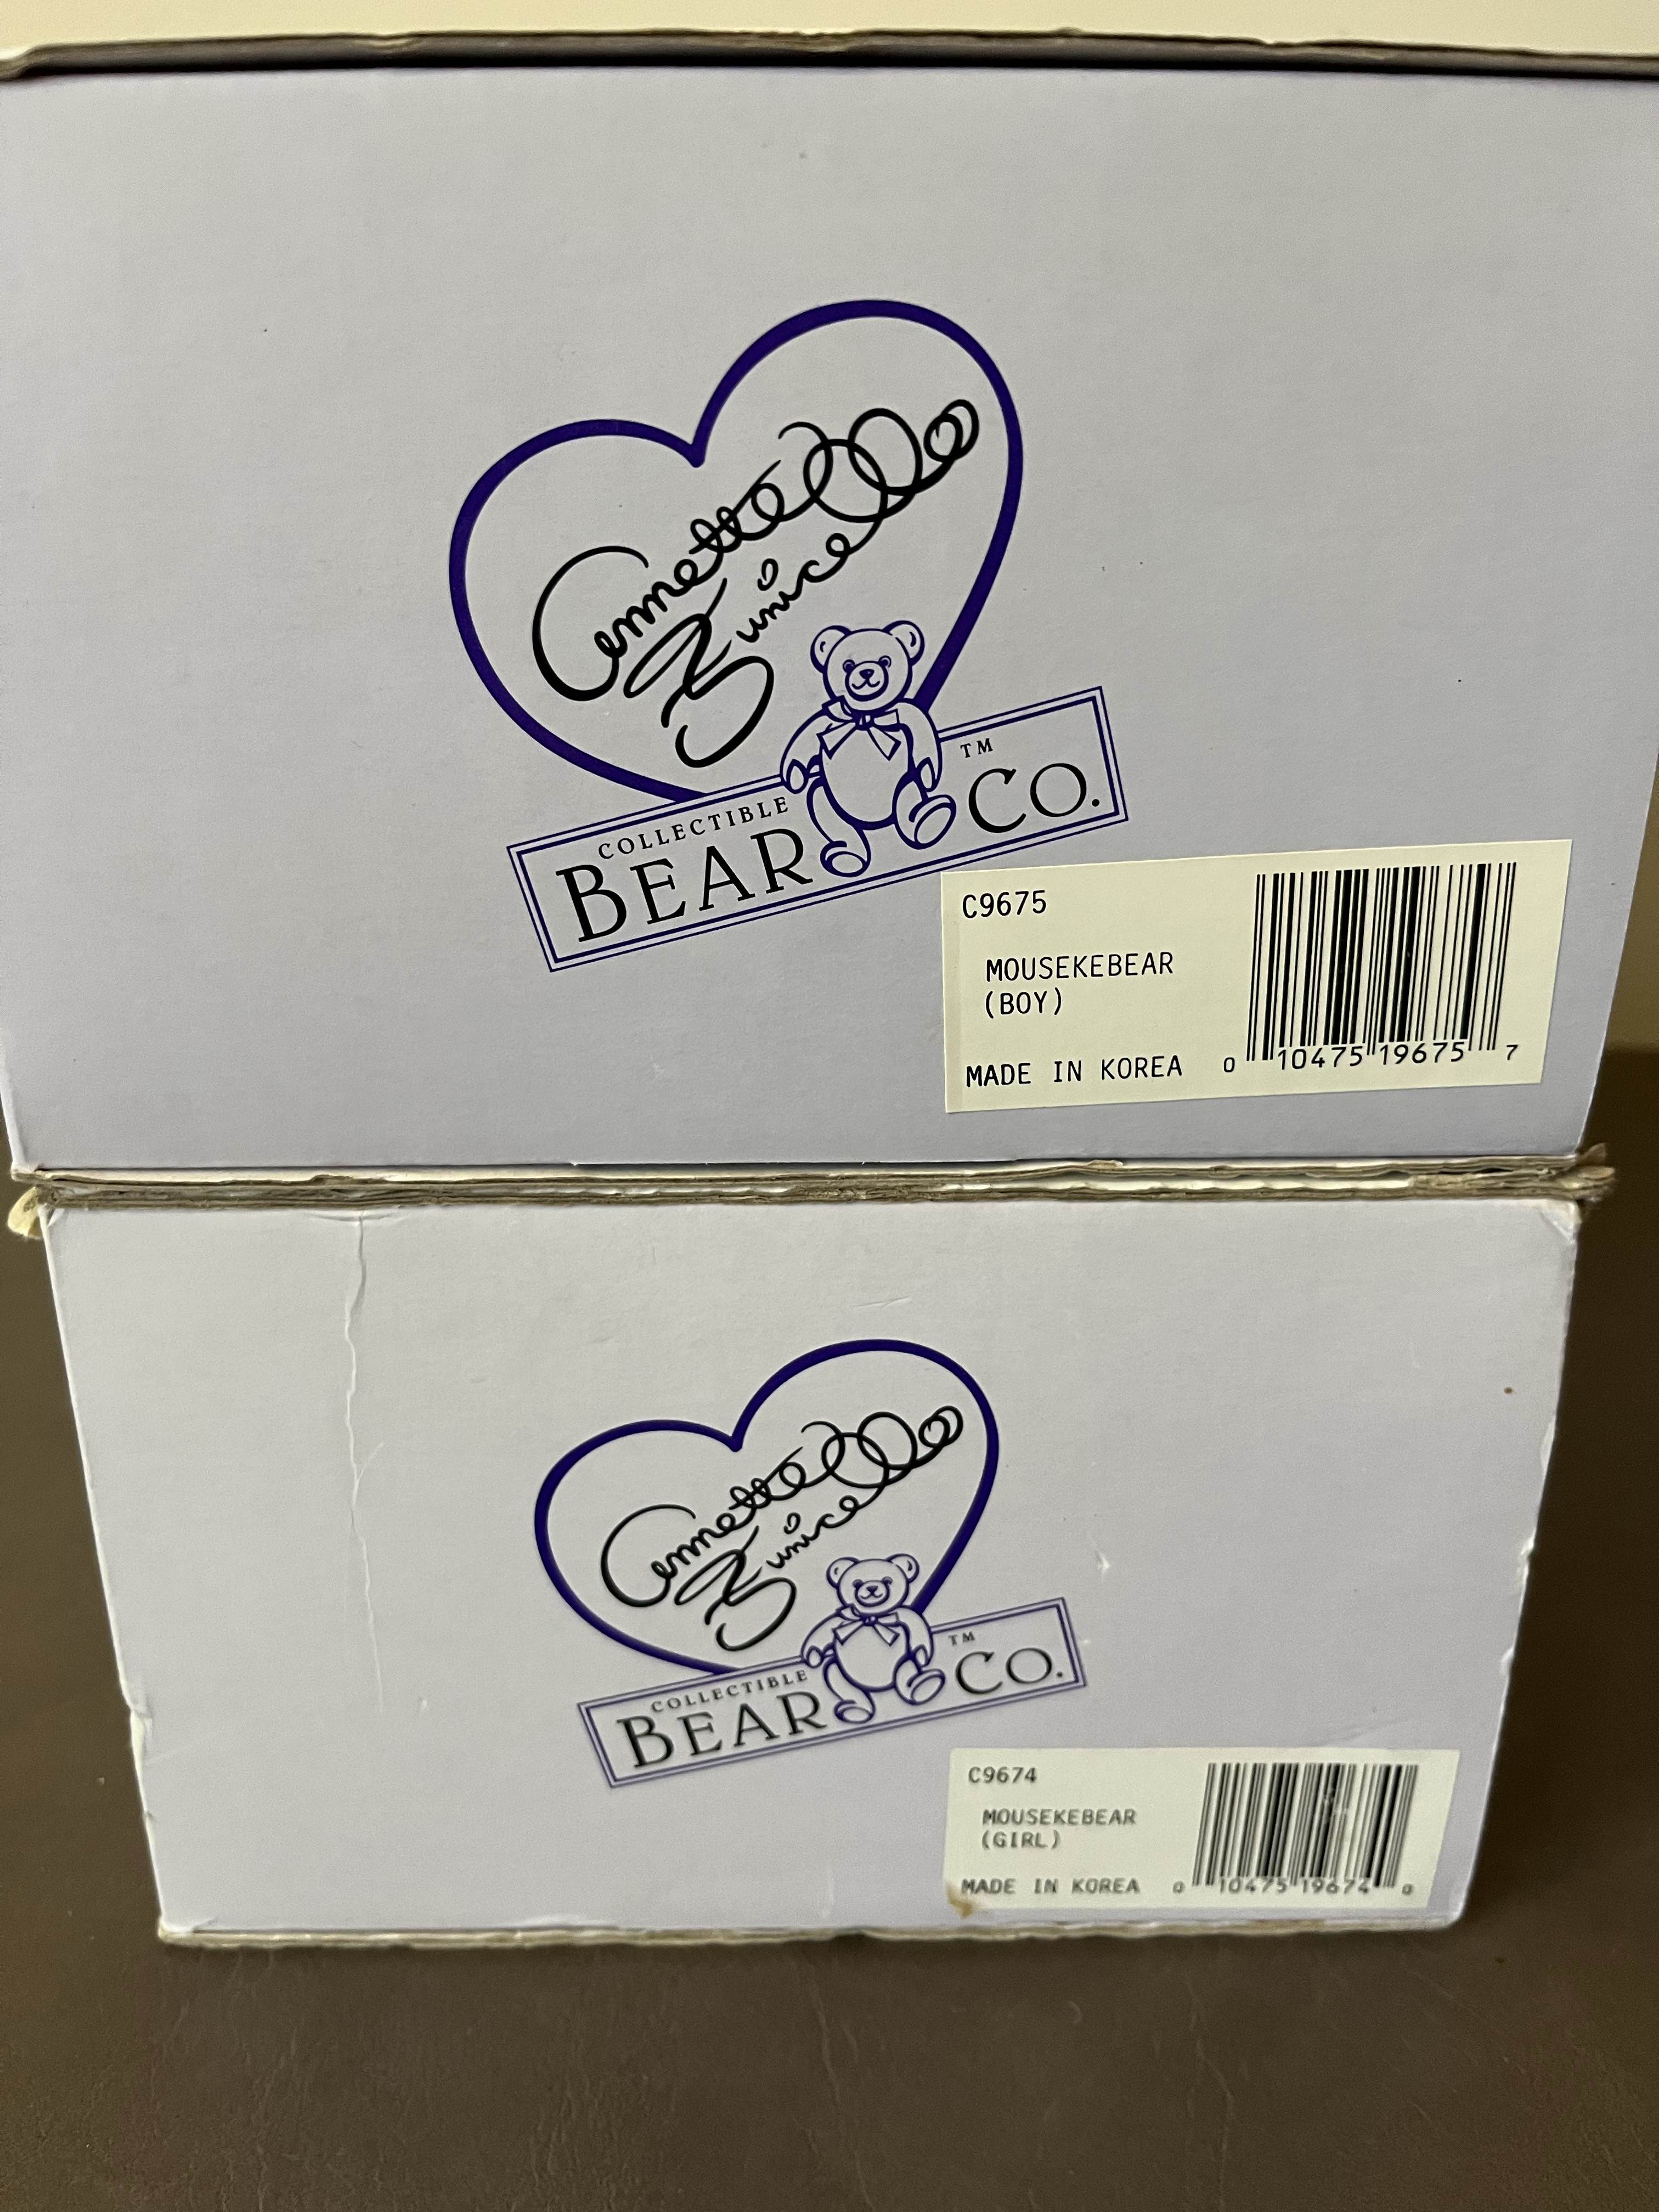 Annette
Funicello
COLLECTIBLE
BEAR CO.™
C9675
MOUSEKEBEAR
(BOY)
MADE IN KOREA
0 10475 19675 7
Annette
Funicello
COLLECTIBLE
BEAR CO.™
C9674
MOUSEKEBEAR
(GIRL)
MADE IN KOREA
0 10475 19674 0